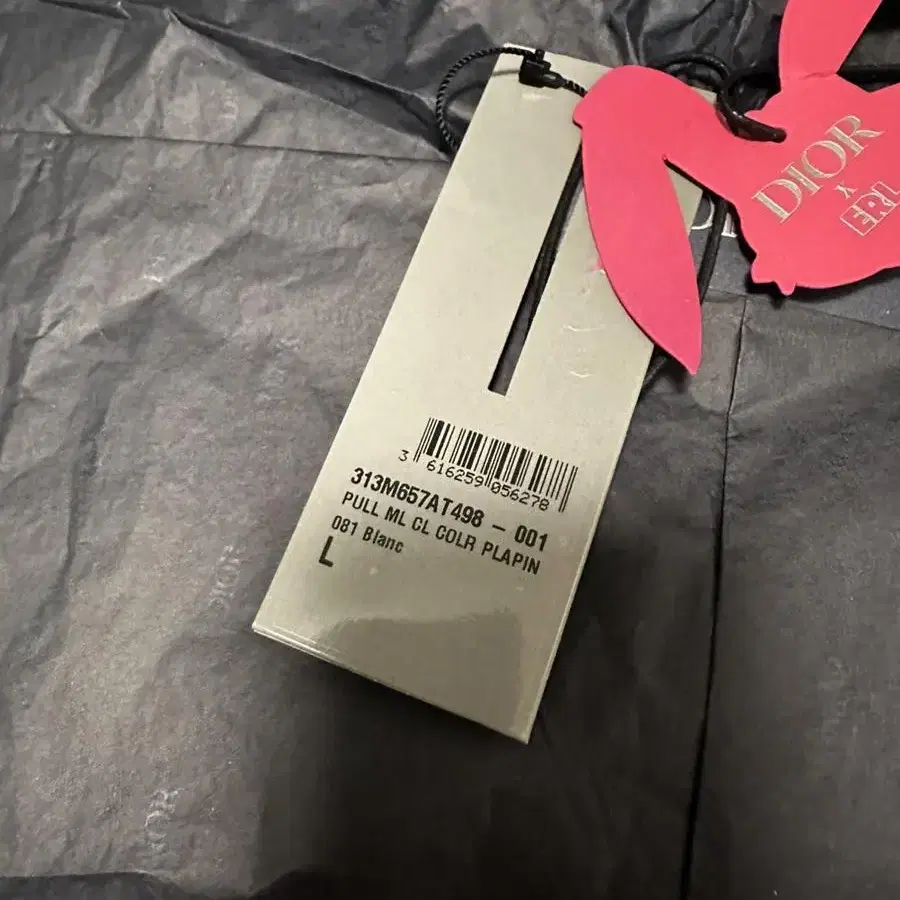 DIOR
X
ERL
3 616259 056278
313M657AT498 – 001
PULL ML CL COLR PLAPIN
081 Blanc
L